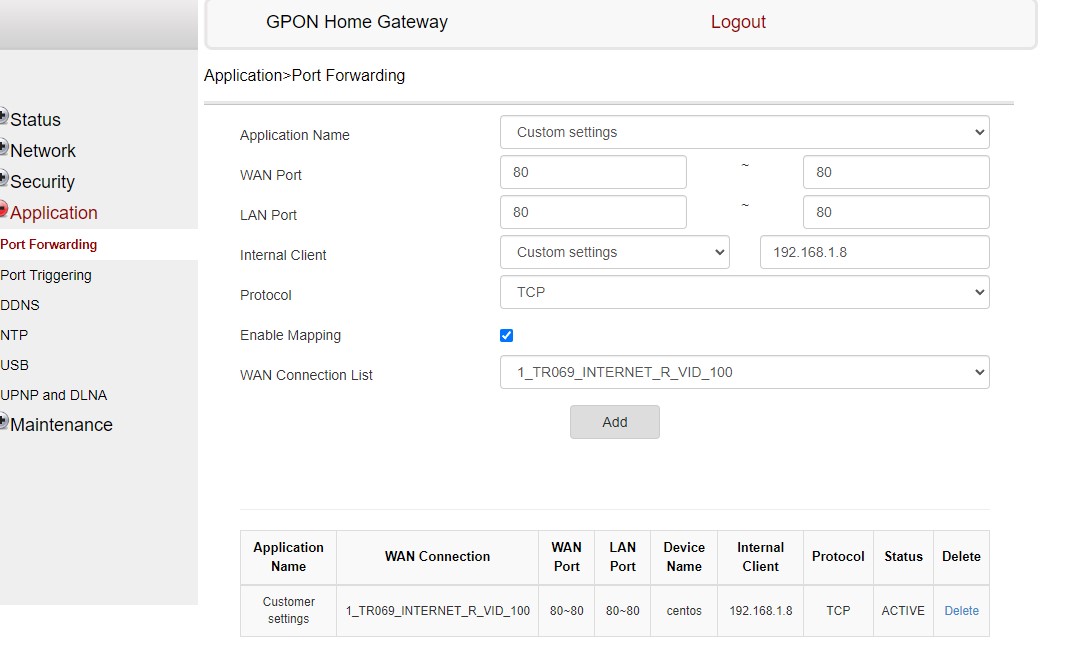 GPON Home Gateway Logout
Application>Port Forwarding
Status
Network
Security
Application
Port Forwarding
Port Triggering
DDNS
NTP
USB
UPNP and DLNA
Maintenance
Application Name Custom settings
WAN Port 80 ~ 80
LAN Port 80 ~ 80
Internal Client Custom settings 192.168.1.8
Protocol TCP
Enable Mapping
WAN Connection List 1_TR069_INTERNET_R_VID_100
Add
Application Name WAN Connection WAN Port LAN Port Device Name Internal Client Protocol Status Delete
Customer settings 1_TR069_INTERNET_R_VID_100 80~80 80~80 centos 192.168.1.8 TCP ACTIVE Delete